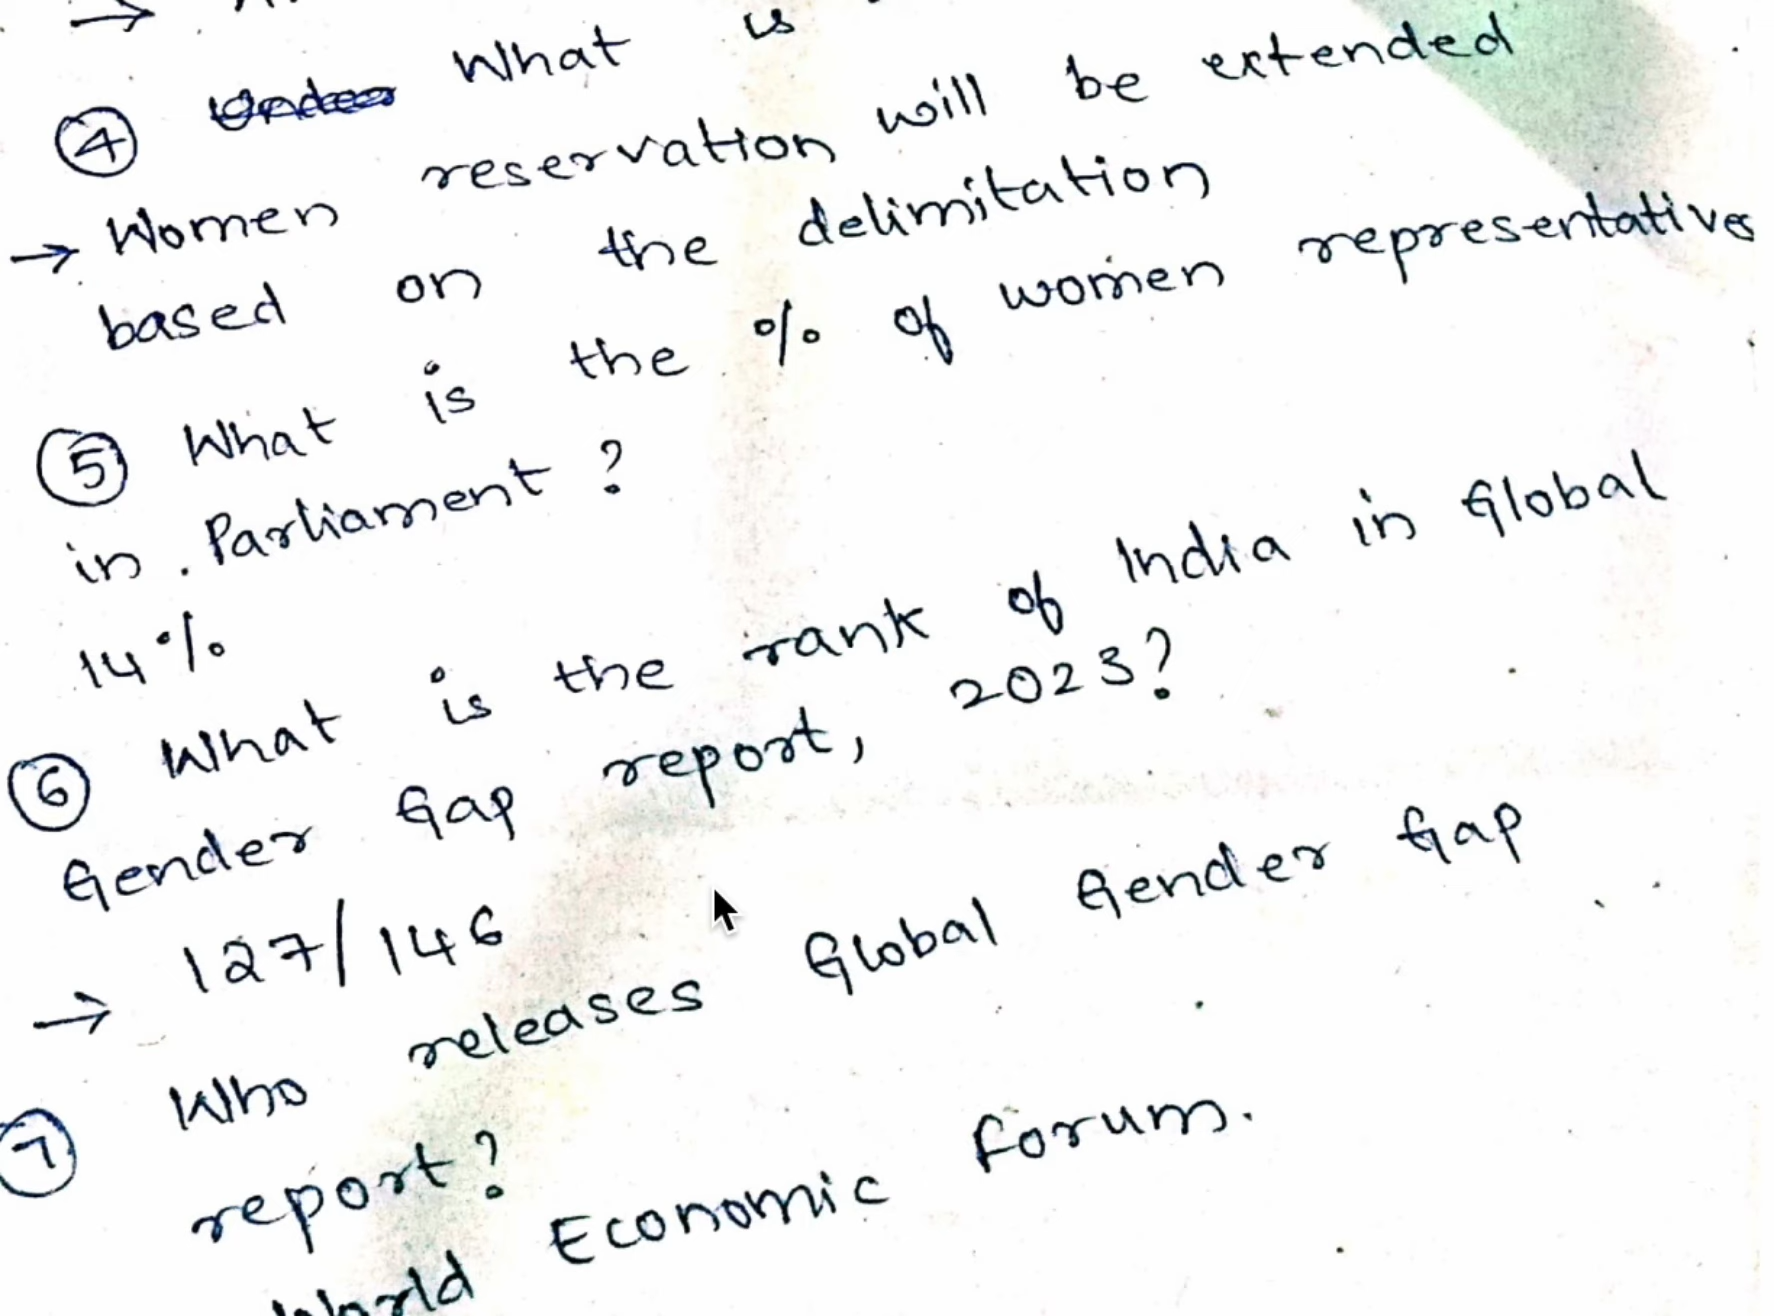 →
④ What is
→ Women reservation will be extended
based on the delimitation
⑤ What is the % of women representatives
in Parliament ?
14%
⑥ What is the rank of India in Global
Gender Gap report, 2023?
→ 127/146
⑦ Who releases Global Gender Gap
report?
World Economic Forum.